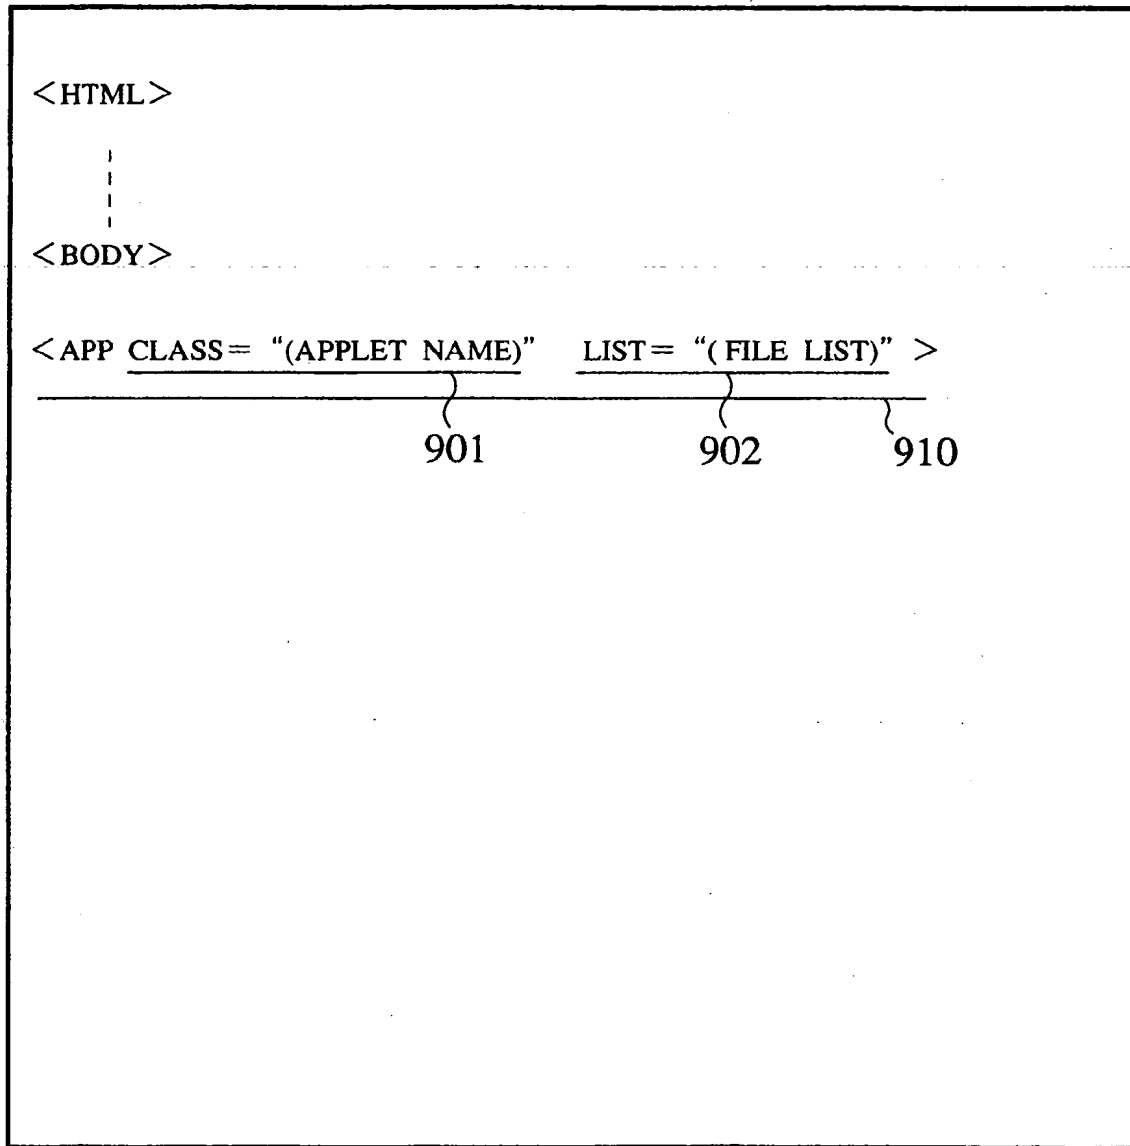 <HTML>
<BODY>
<APP CLASS= “(APPLET NAME)” LIST= “( FILE LIST)” >
901 902 910